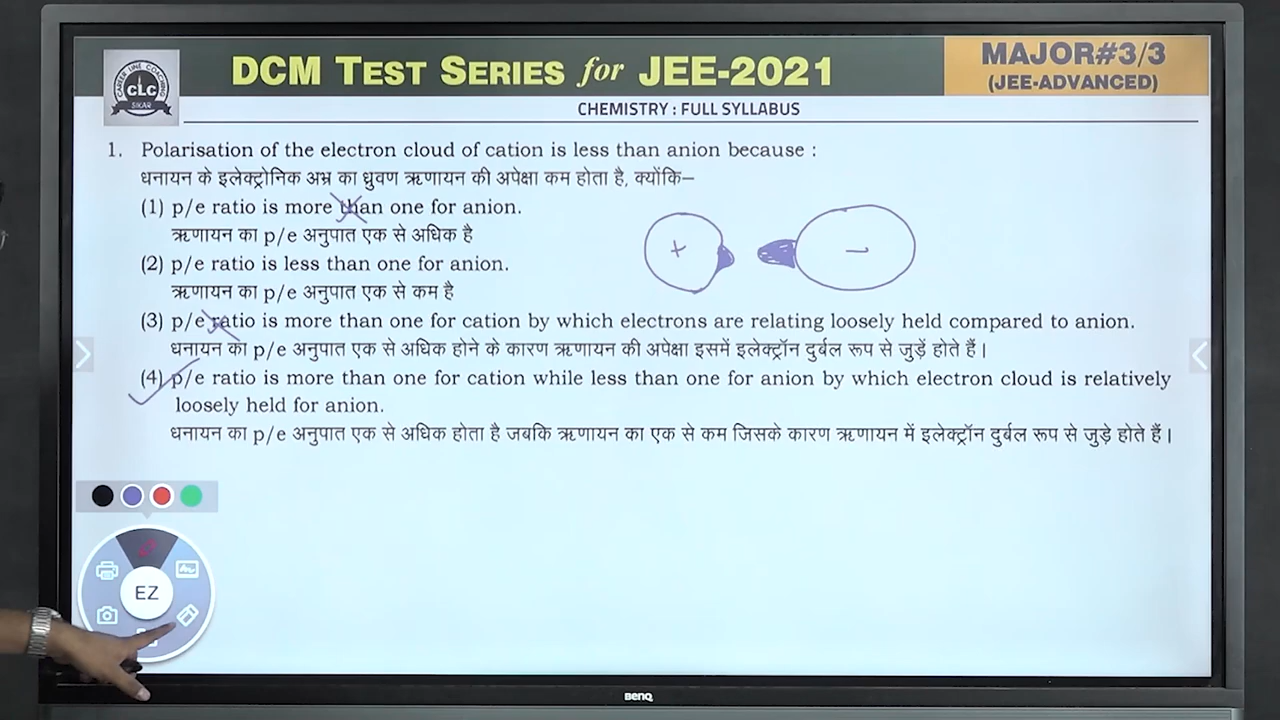 DCM TEST SERIES for JEE-2021
MAJOR#3/3
(JEE-ADVANCED)
CAREER LINE COACHING
CLC
SIKAR
CHEMISTRY : FULL SYLLABUS
1. Polarisation of the electron cloud of cation is less than anion because :
धनायन के इलेक्ट्रोनिक अभ्र का ध्रुवण ऋणायन की अपेक्षा कम होता है, क्योंकि–
(1) p/e ratio is more than one for anion.
ऋणायन का p/e अनुपात एक से अधिक है
(2) p/e ratio is less than one for anion.
ऋणायन का p/e अनुपात एक से कम है
+ –
(3) p/e ratio is more than one for cation by which electrons are relating loosely held compared to anion.
धनायन का p/e अनुपात एक से अधिक होने के कारण ऋणायन की अपेक्षा इसमें इलेक्ट्रॉन दुर्बल रूप से जुड़ें होते हैं।
(4) p/e ratio is more than one for cation while less than one for anion by which electron cloud is relatively
loosely held for anion.
धनायन का p/e अनुपात एक से अधिक होता है जबकि ऋणायन का एक से कम जिसके कारण ऋणायन में इलेक्ट्रॉन दुर्बल रूप से जुड़े होते हैं।
EZ
BenQ